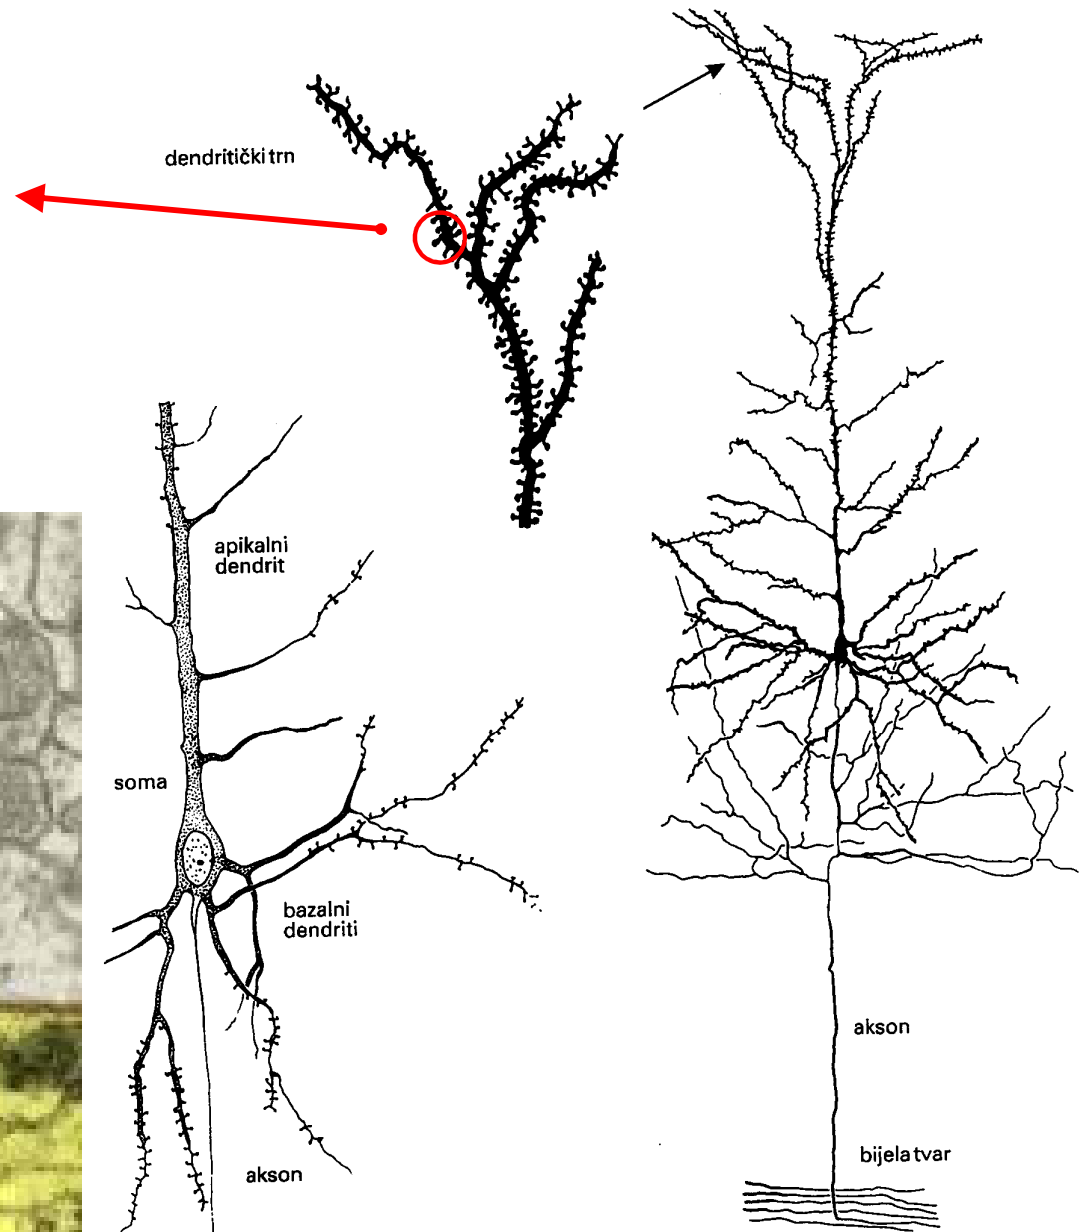 dendritički trn
apikalni
dendrit
soma
bazalni
dendriti
akson
akson
bijela tvar